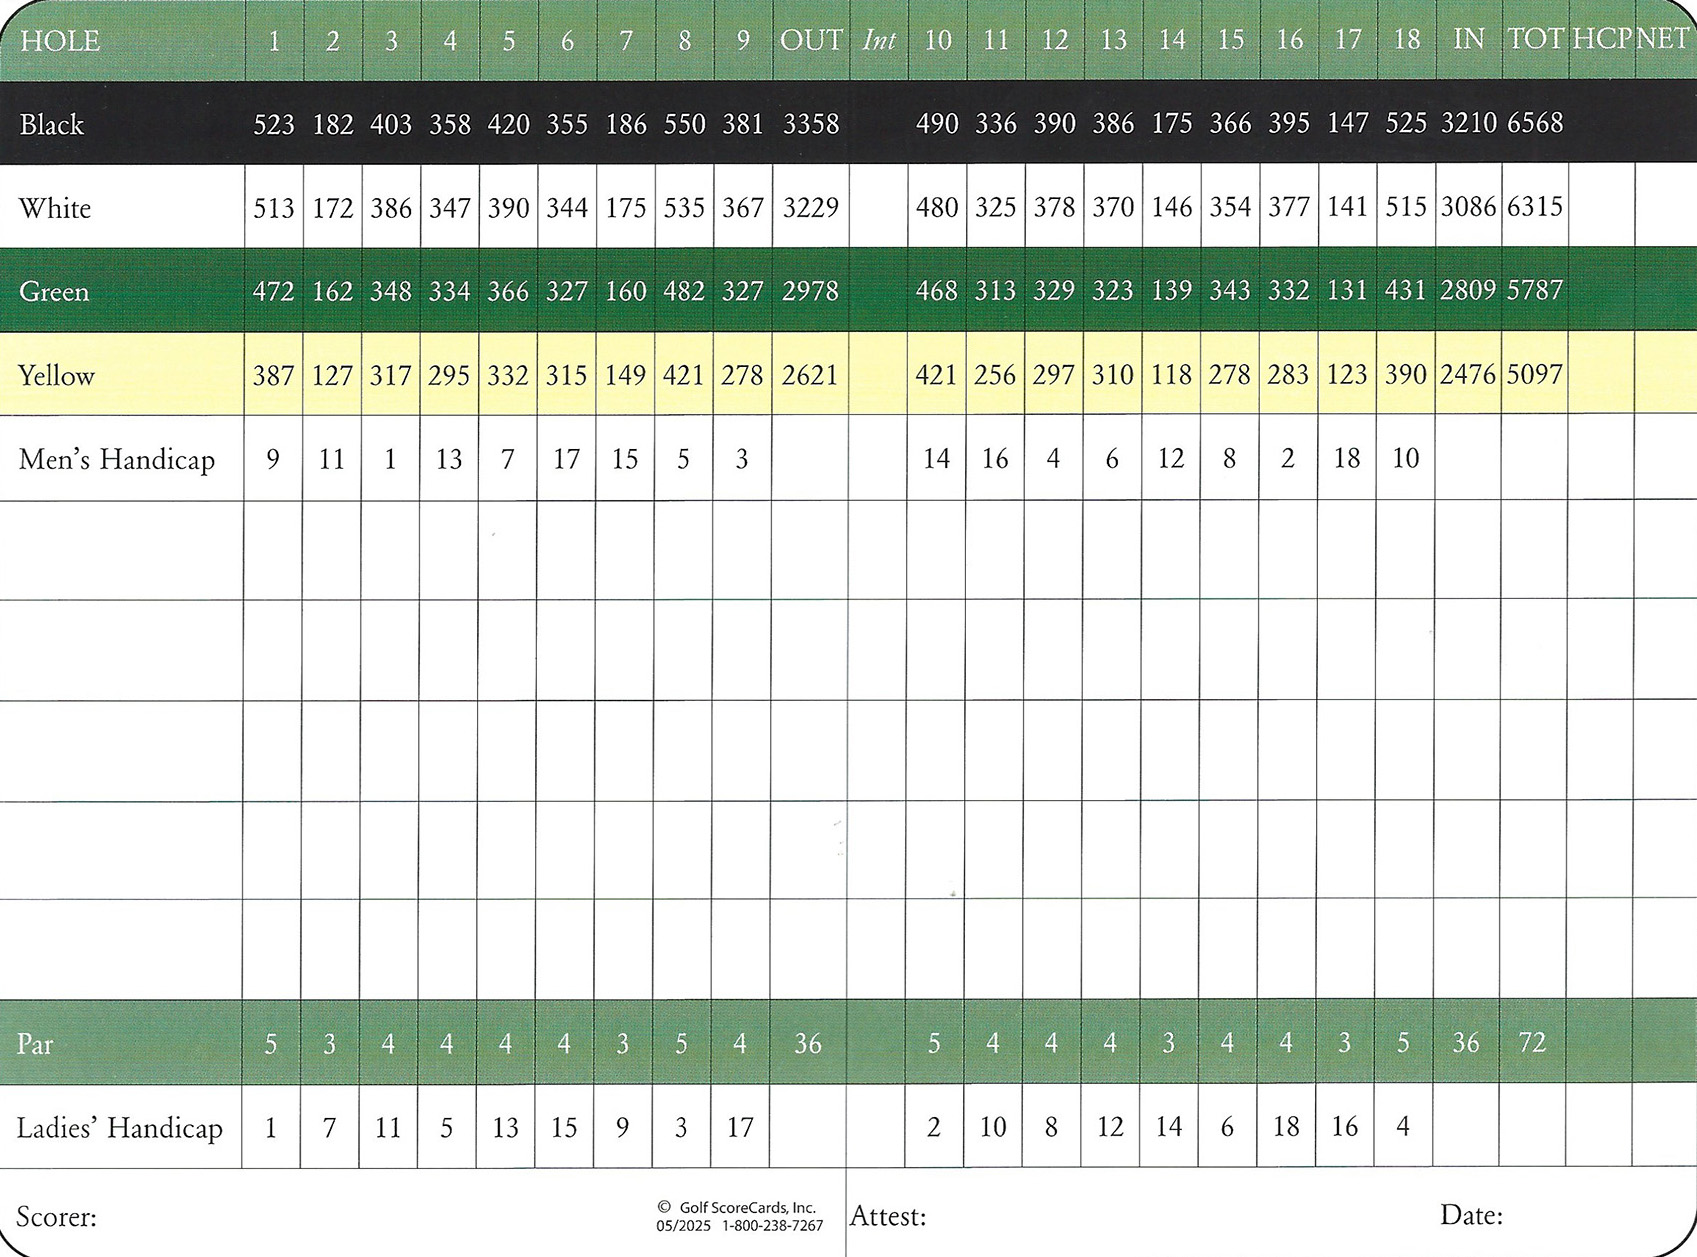 HOLE 1 2 3 4 5 6 7 8 9 OUT Int 10 11 12 13 14 15 16 17 18 IN TOT HCP NET
Black 523 182 403 358 420 355 186 550 381 3358 490 336 390 386 175 366 395 147 525 3210 6568
White 513 172 386 347 390 344 175 535 367 3229 480 325 378 370 146 354 377 141 515 3086 6315
Green 472 162 348 334 366 327 160 482 327 2978 468 313 329 323 139 343 332 131 431 2809 5787
Yellow 387 127 317 295 332 315 149 421 278 2621 421 256 297 310 118 278 283 123 390 2476 5097
Men's Handicap 9 11 1 13 7 17 15 5 3 14 16 4 6 12 8 2 18 10
Par 5 3 4 4 4 4 3 5 4 36 5 4 4 4 3 4 4 3 5 36 72
Ladies' Handicap 1 7 11 5 13 15 9 3 17 2 10 8 12 14 6 18 16 4
Scorer:
© Golf ScoreCards, Inc.
05/2025 1-800-238-7267
Attest:
Date: